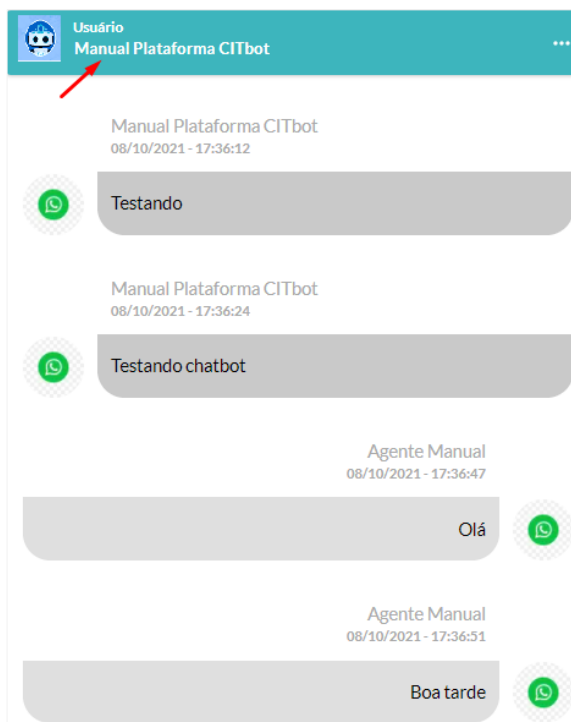 Usuário
Manual Plataforma CITbot
Manual Plataforma CITbot
08/10/2021 - 17:36:12
Testando
Manual Plataforma CITbot
08/10/2021 - 17:36:24
Testando chatbot
Agente Manual
08/10/2021 - 17:36:47
Olá
Agente Manual
08/10/2021 - 17:36:51
Boa tarde